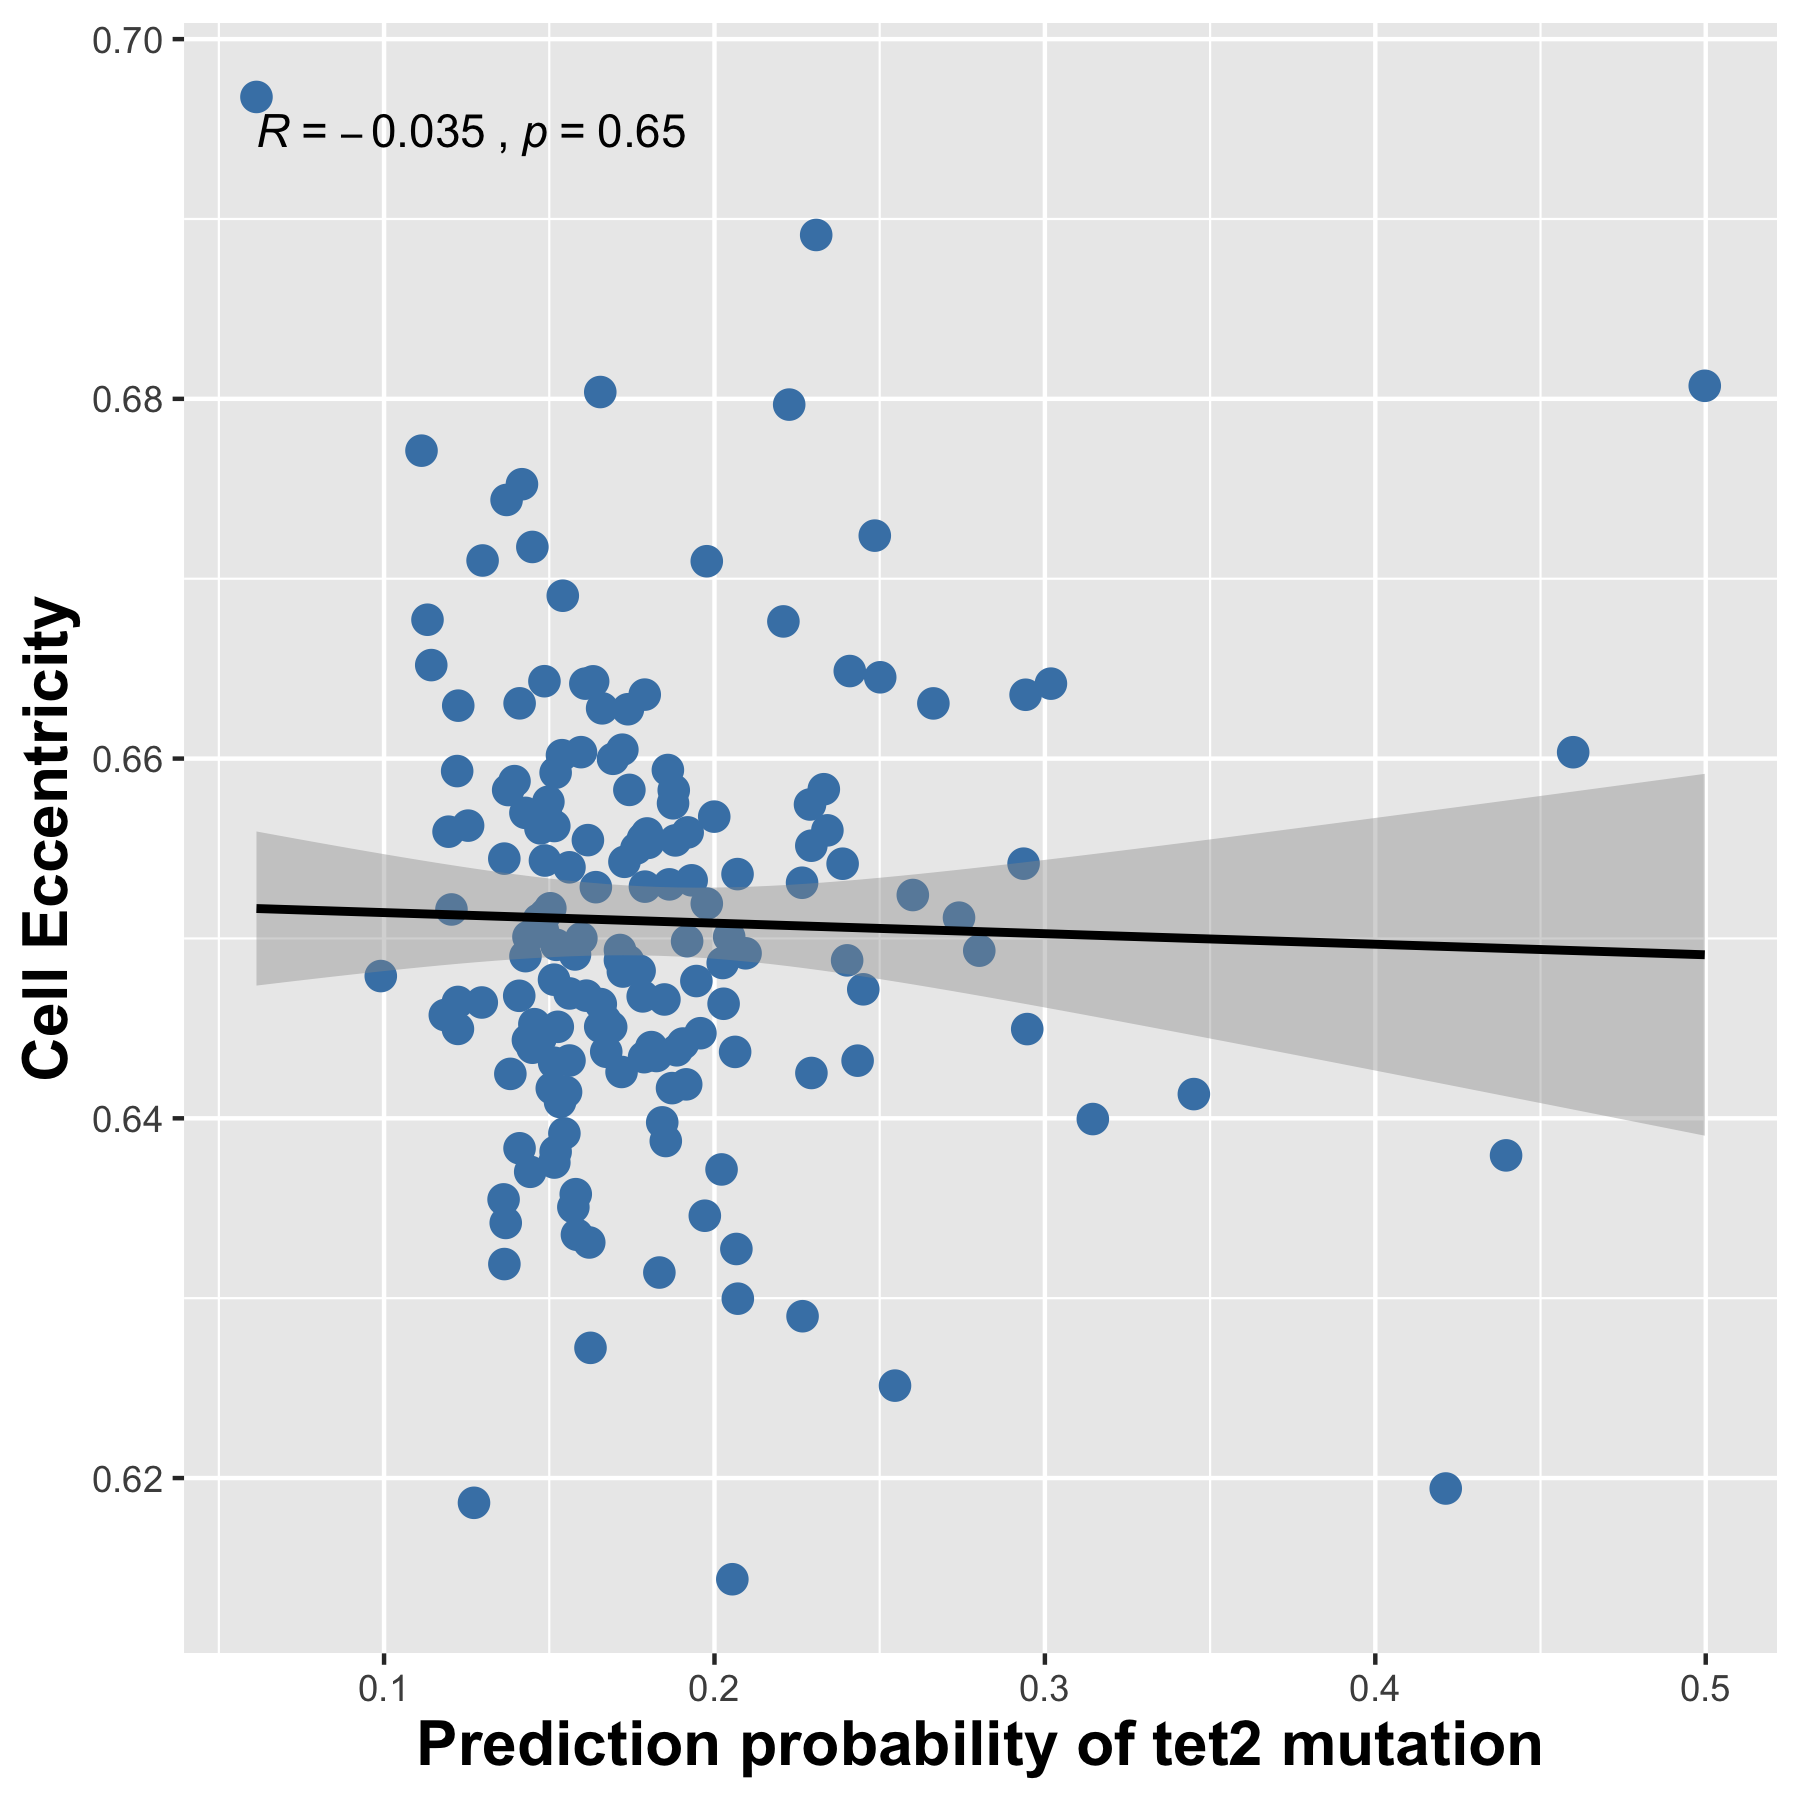 0.70
R = −0.035 , p = 0.65
0.68
0.66
0.64
0.62
Cell Eccentricity
0.1 0.2 0.3 0.4 0.5
Prediction probability of tet2 mutation